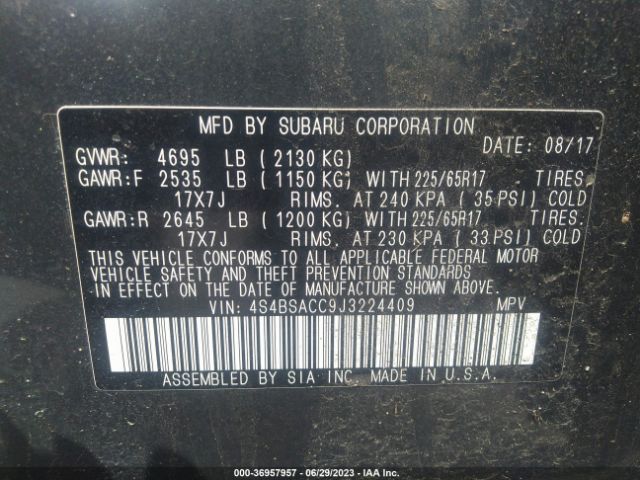 MFD BY SUBARU CORPORATION
DATE: 08/17
GVWR: 4695 LB ( 2130 KG)
GAWR:F 2535 LB ( 1150 KG) WITH 225/65R17 TIRES,
17X7J RIMS, AT 240 KPA ( 35 PSI) COLD
GAWR:R 2645 LB ( 1200 KG) WITH 225/65R17 TIRES,
17X7J RIMS, AT 230 KPA ( 33 PSI) COLD
THIS VEHICLE CONFORMS TO ALL APPLICABLE FEDERAL MOTOR
VEHICLE SAFETY AND THEFT PREVENTION STANDARDS
IN EFFECT ON THE DATE OF MANUFACTURE SHOWN ABOVE.
VIN: 4S4BSACC9J3224409 MPV
ASSEMBLED BY SIA INC. MADE IN U.S.A.
000-36957957 - 06/29/2023 - IAA Inc.